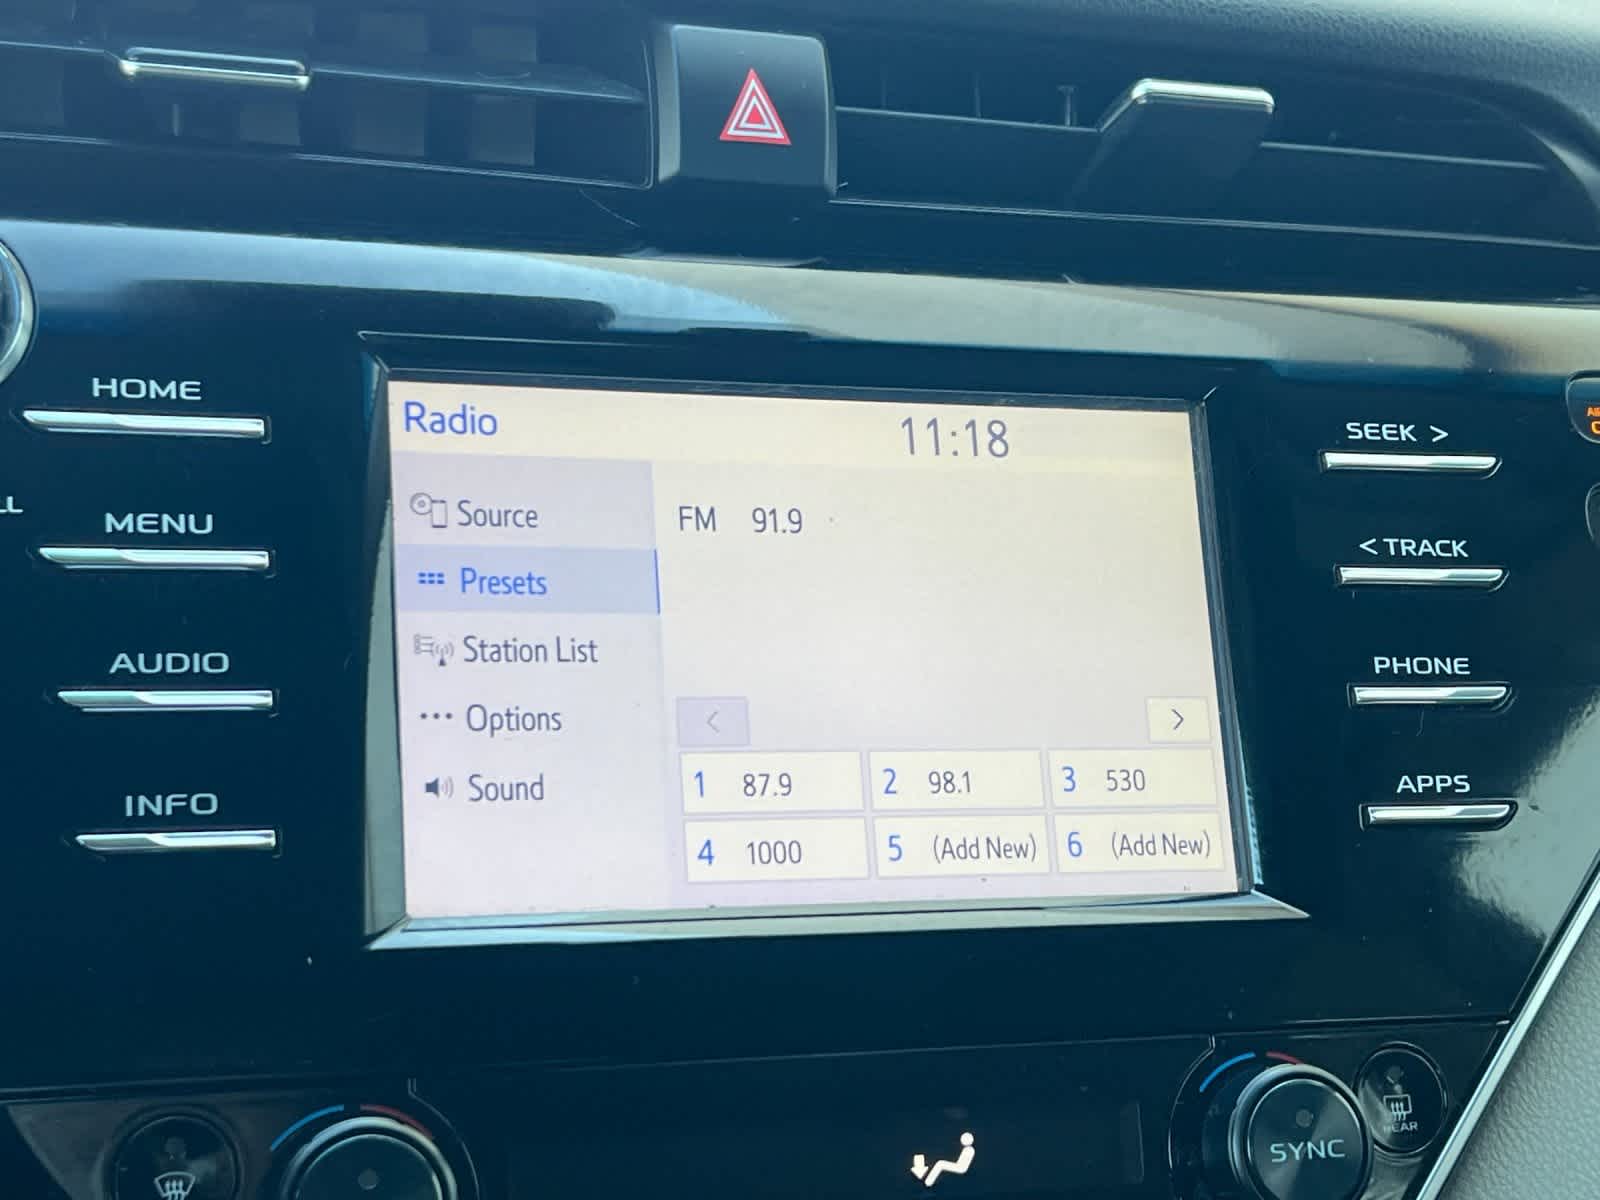 HOME
MENU
AUDIO
INFO
Radio
11:18
Source
Presets
Station List
Options
Sound
FM 91.9
<
>
1 87.9
2 98.1
3 530
4 1000
5 (Add New)
6 (Add New)
SEEK >
< TRACK
PHONE
APPS
SYNC
REAR